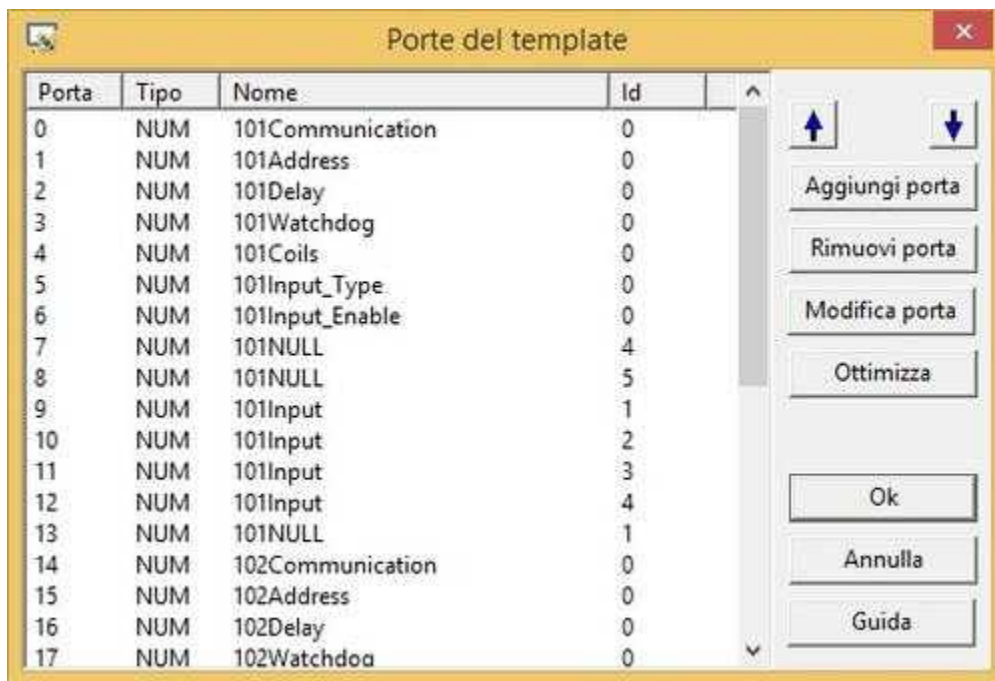 Porte del template
Porta Tipo Nome Id
0 NUM 101Communication 0
1 NUM 101Address 0
2 NUM 101Delay 0
3 NUM 101Watchdog 0
4 NUM 101Coils 0
5 NUM 101Input_Type 0
6 NUM 101Input_Enable 0
7 NUM 101NULL 4
8 NUM 101NULL 5
9 NUM 101Input 1
10 NUM 101Input 2
11 NUM 101Input 3
12 NUM 101Input 4
13 NUM 101NULL 1
14 NUM 102Communication 0
15 NUM 102Address 0
16 NUM 102Delay 0
17 NUM 102Watchdog 0
Aggiungi porta
Rimuovi porta
Modifica porta
Ottimizza
Ok
Annulla
Guida